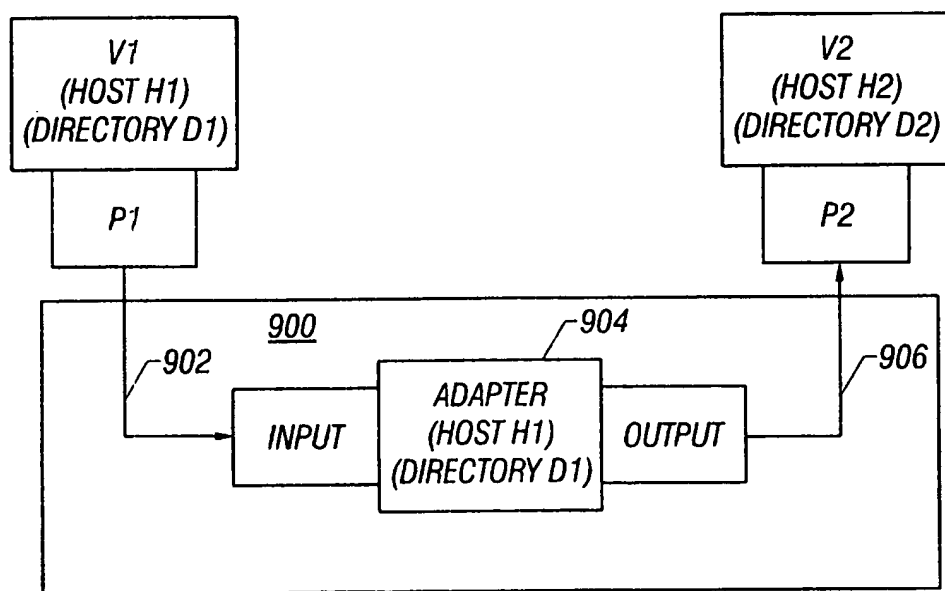 V1
(HOST H1)
(DIRECTORY D1)
P1
V2
(HOST H2)
(DIRECTORY D2)
P2
900
902
904
906
INPUT
ADAPTER
(HOST H1)
(DIRECTORY D1)
OUTPUT